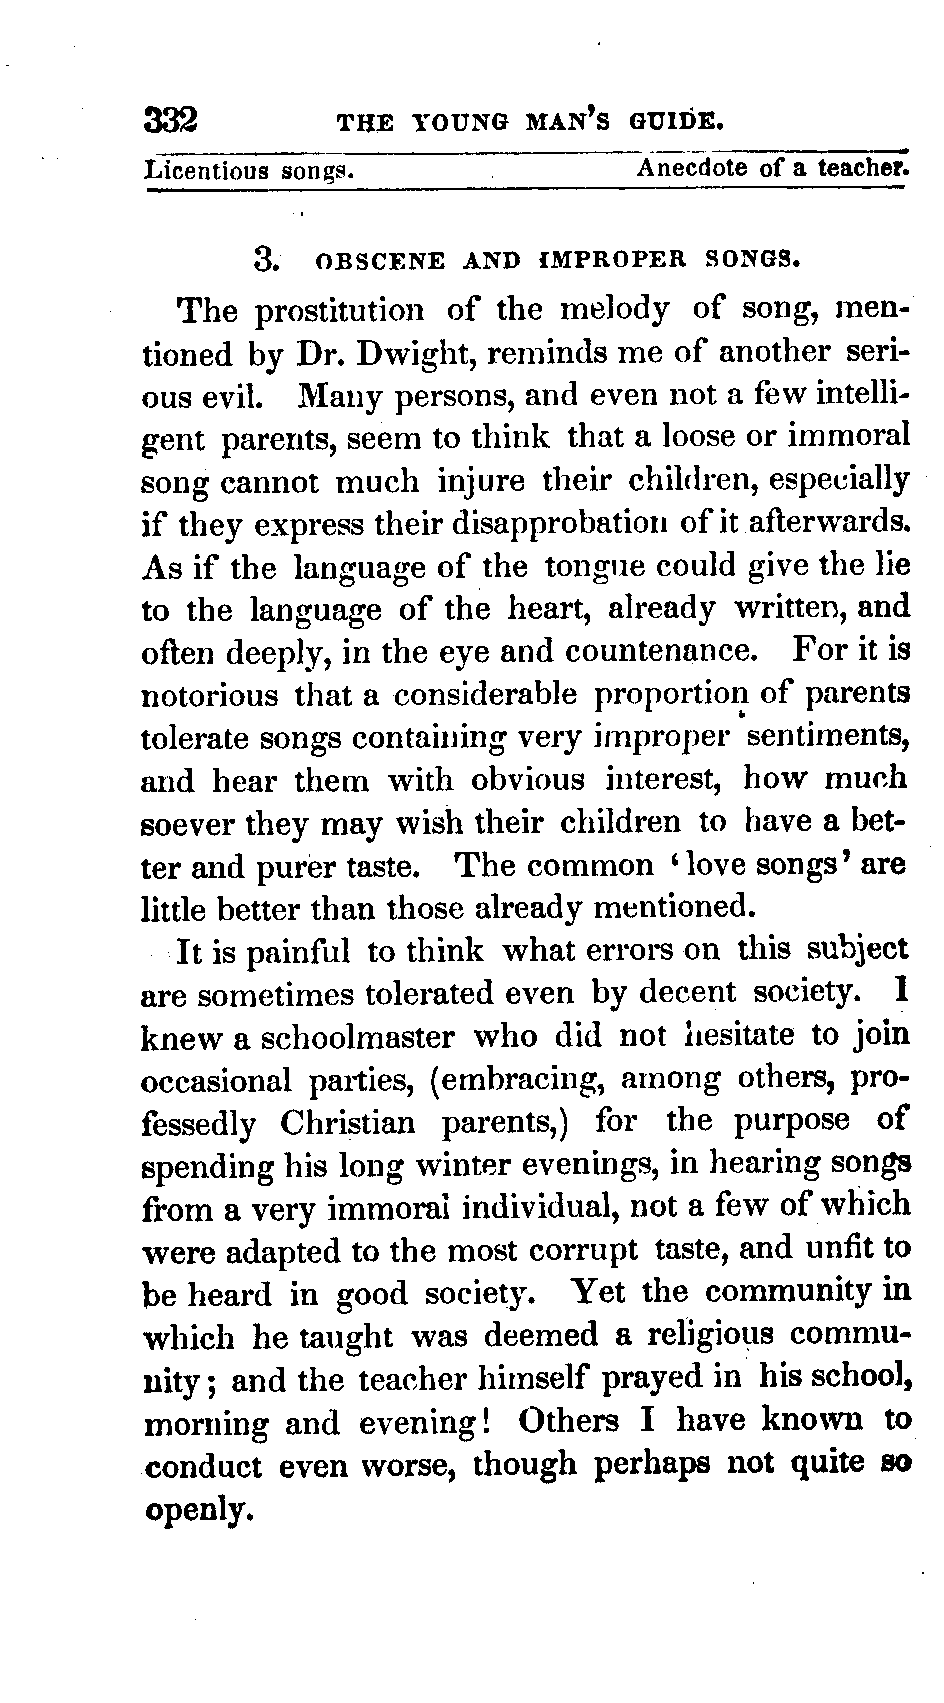 332 THE YOUNG MAN'S GUIDE.
Licentious songs. Anecdote of a teacher.
3. OBSCENE AND IMPROPER SONGS.
The prostitution of the melody of song, men-
tioned by Dr. Dwight, reminds me of another seri-
ous evil. Many persons, and even not a few intelli-
gent parents, seem to think that a loose or immoral
song cannot much injure their children, especially
if they express their disapprobation of it afterwards.
As if the language of the tongue could give the lie
to the language of the heart, already written, and
often deeply, in the eye and countenance. For it is
notorious that a considerable proportion of parents
tolerate songs containing very improper sentiments,
and hear them with obvious interest, how much
soever they may wish their children to have a bet-
ter and purer taste. The common 'love songs' are
little better than those already mentioned.
It is painful to think what errors on this subject
are sometimes tolerated even by decent society. I
knew a schoolmaster who did not hesitate to join
occasional parties, (embracing, among others, pro-
fessedly Christian parents,) for the purpose of
spending his long winter evenings, in hearing songs
from a very immoral individual, not a few of which
were adapted to the most corrupt taste, and unfit to
be heard in good society. Yet the community in
which he taught was deemed a religious commu-
nity; and the teacher himself prayed in his school,
morning and evening! Others I have known to
conduct even worse, though perhaps not quite so
openly.